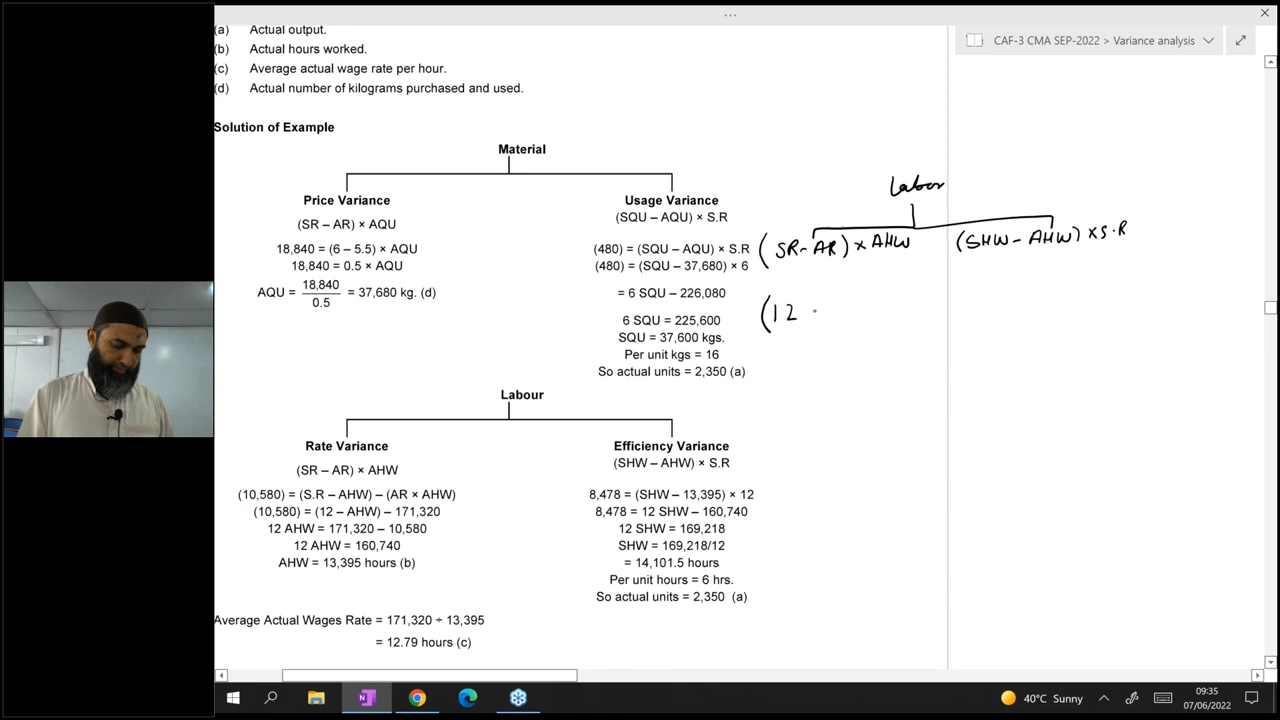 CAF-3 CMA SEP-2022 > Variance analysis
(a) Actual output.
(b) Actual hours worked.
(c) Average actual wage rate per hour.
(d) Actual number of kilograms purchased and used.
Solution of Example
Material
Price Variance
(SR – AR) × AQU
18,840 = (6 – 5.5) × AQU
18,840 = 0.5 × AQU
AQU = 18,840 / 0.5 = 37,680 kg. (d)
Usage Variance
(SQU – AQU) × S.R
(480) = (SQU – AQU) × S.R
(480) = (SQU – 37,680) × 6
= 6 SQU – 226,080
6 SQU = 225,600
SQU = 37,600 kgs.
Per unit kgs = 16
So actual units = 2,350 (a)
Labor
(SR – AR) × AHW
(SHW – AHW) × S.R
(12
Labour
Rate Variance
(SR – AR) × AHW
(10,580) = (S.R – AHW) – (AR × AHW)
(10,580) = (12 – AHW) – 171,320
12 AHW = 171,320 – 10,580
12 AHW = 160,740
AHW = 13,395 hours (b)
Efficiency Variance
(SHW – AHW) × S.R
8,478 = (SHW – 13,395) × 12
8,478 = 12 SHW – 160,740
12 SHW = 169,218
SHW = 169,218/12
= 14,101.5 hours
Per unit hours = 6 hrs.
So actual units = 2,350 (a)
Average Actual Wages Rate = 171,320 ÷ 13,395
= 12.79 hours (c)
40°C Sunny
09:35
07/06/2022